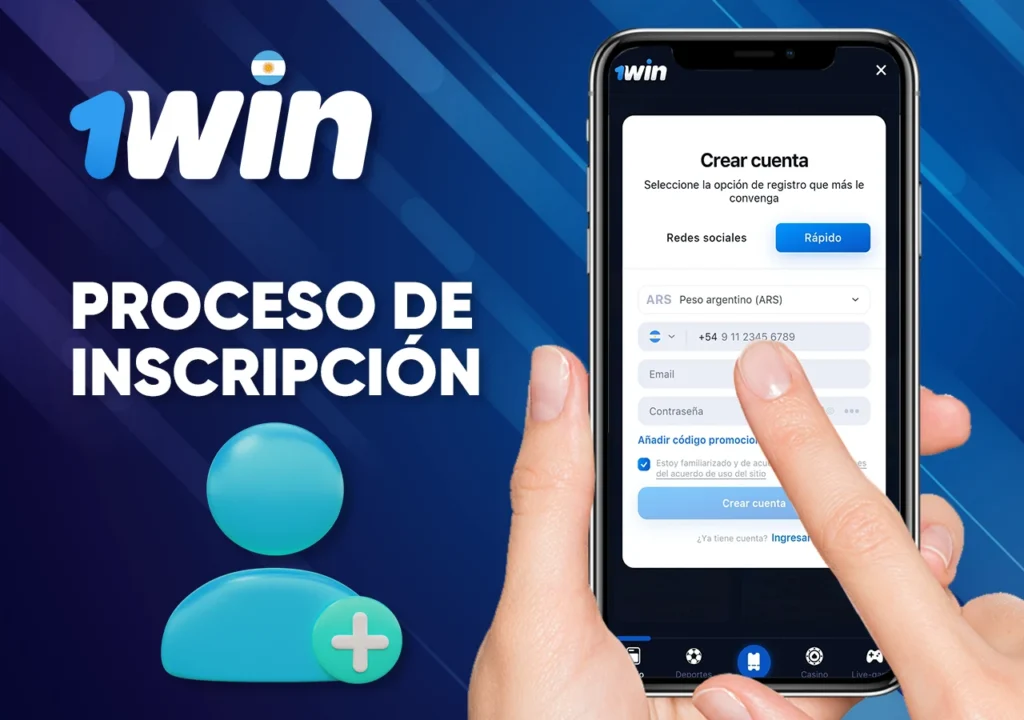 1win
PROCESO DE
INSCRIPCIÓN
1win
Crear cuenta
Seleccione la opción de registro que más le
convenga
Redes sociales
Rápido
ARS Peso argentino (ARS)
+54 9 11 2345 6789
Email
Contraseña
Añadir código
Estoy familiarizado y de
del acuerdo de uso del sitio
Crear cuenta
¿Ya tiene cuenta? Ingresar
Deportes
Casino